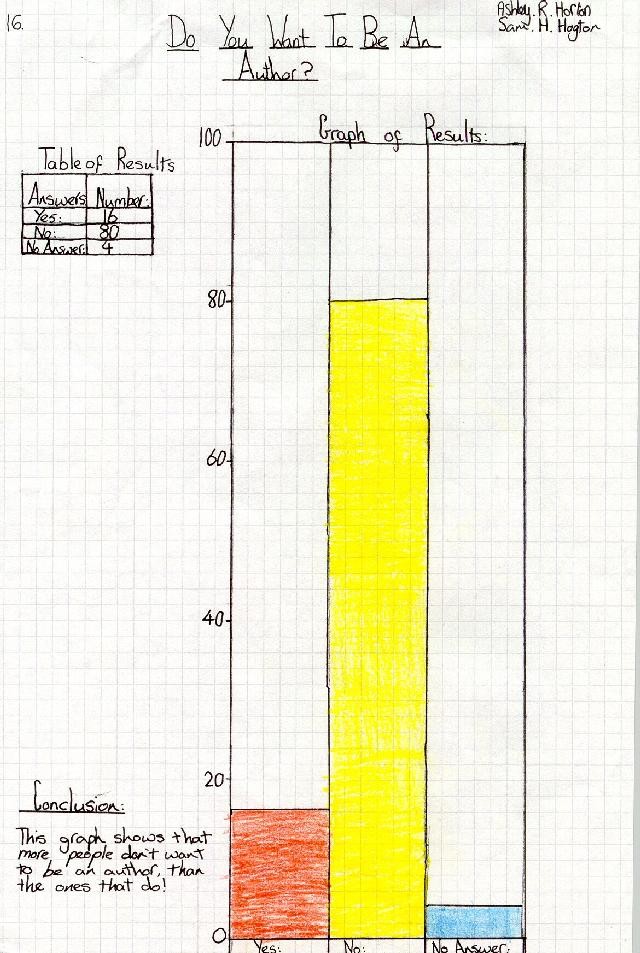 16.
Ashley. R. Horton
Sam. H. Hogton
Do You Want To Be An
Author?
Graph of Results:
Table of Results
Answers Number:
Yes: 16
No: 80
No Answer: 4
100
80
60
40
20
0
Conclusion:
This graph shows that
more people don't want
to be an author, than
the ones that do!
Yes: No: No Answer: